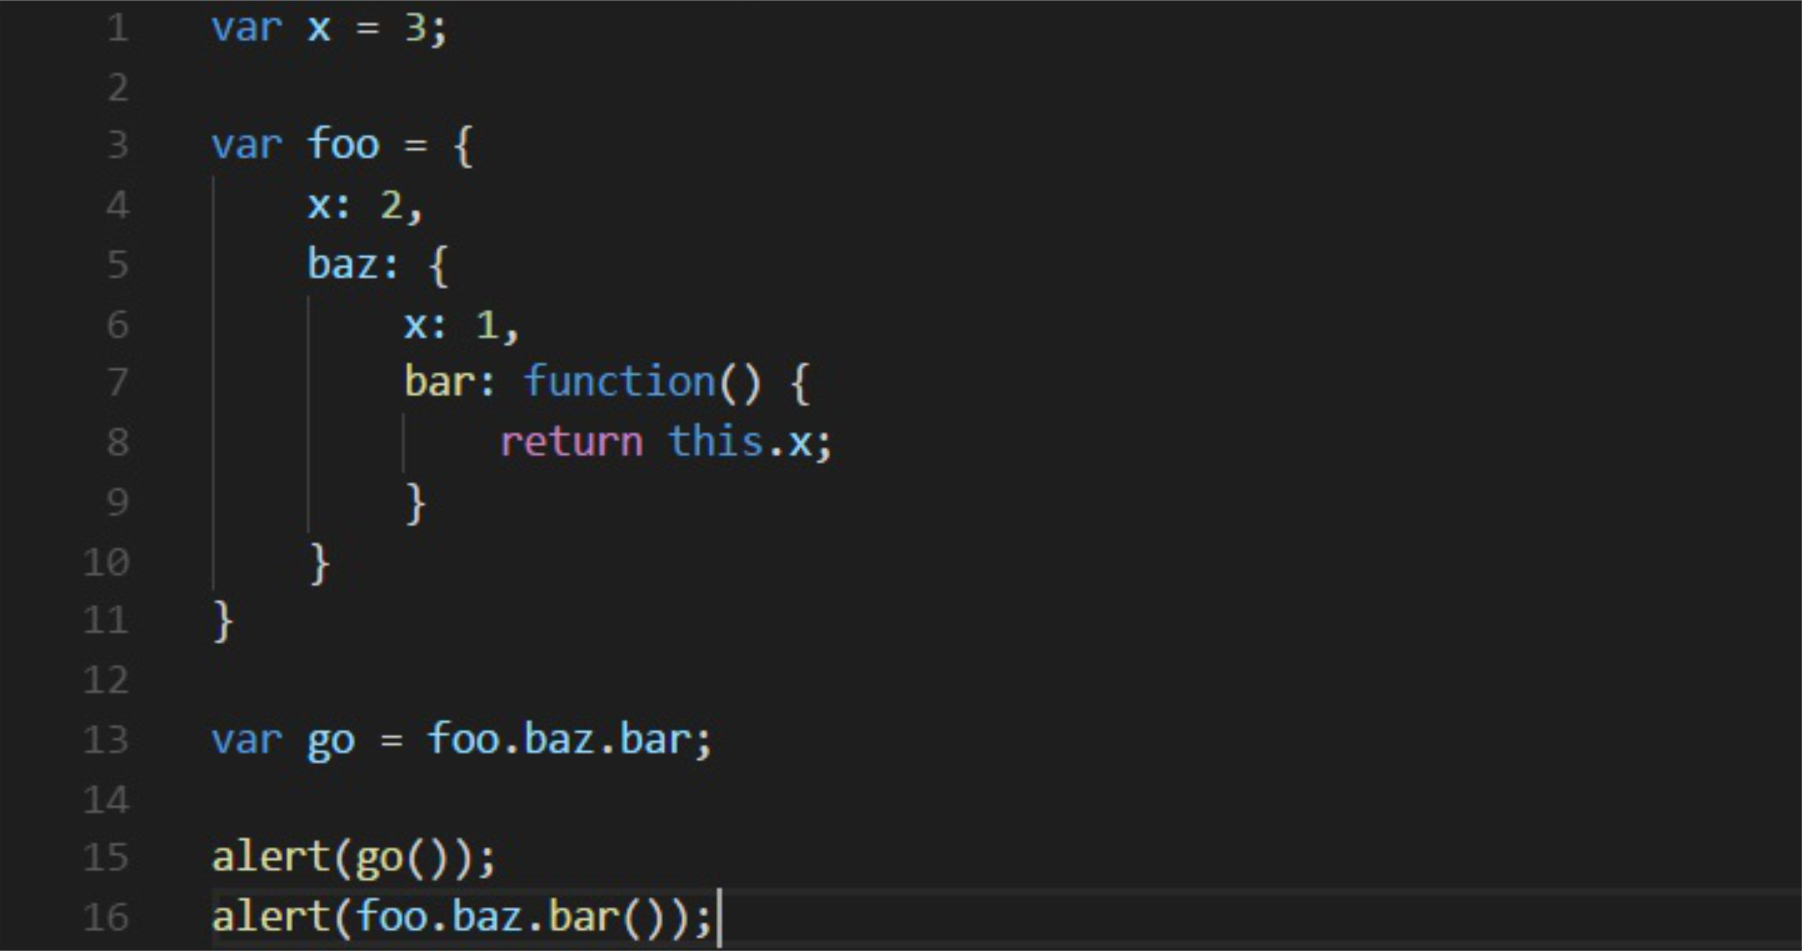 1 var x = 3;
2
3 var foo = {
4     x: 2,
5     baz: {
6         x: 1,
7         bar: function() {
8             return this.x;
9         }
10     }
11 }
12
13 var go = foo.baz.bar;
14
15 alert(go());
16 alert(foo.baz.bar());